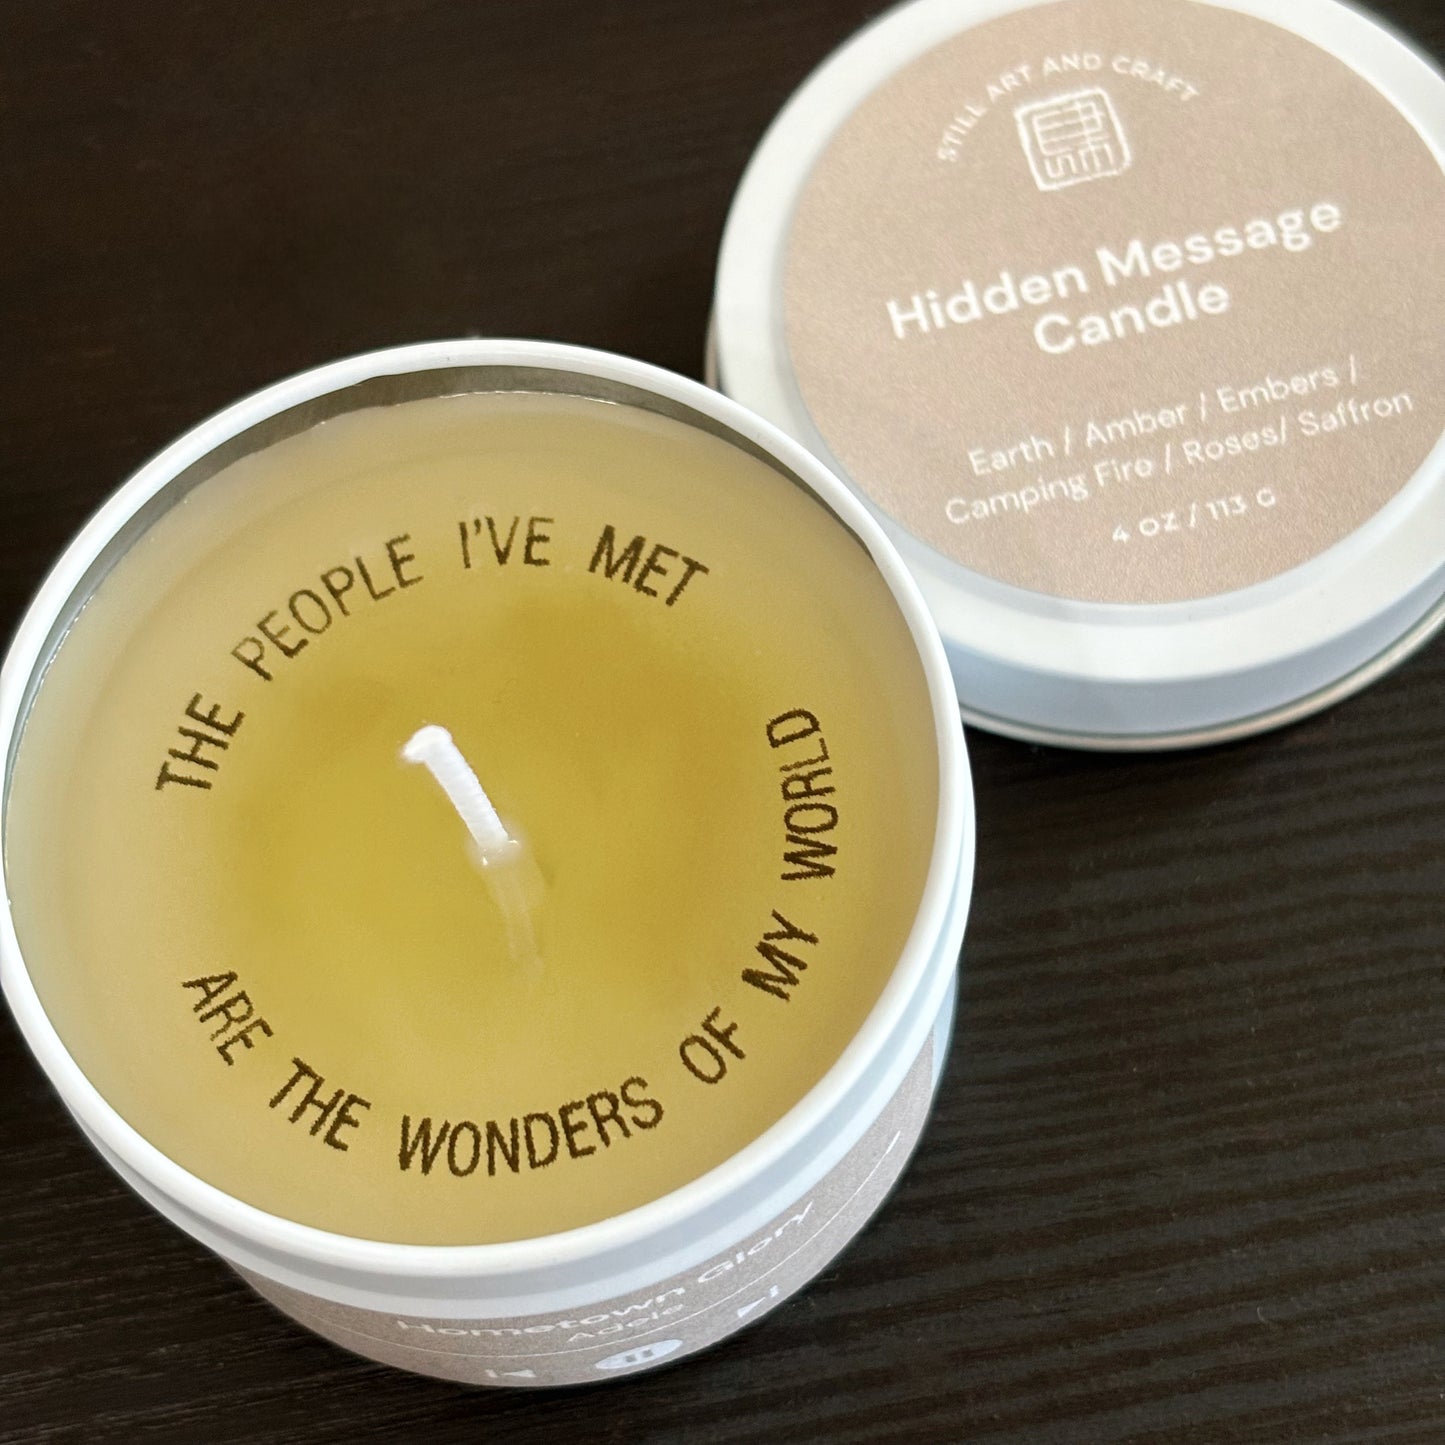 STILL ART AND CRAFT
Hidden Message
Candle
Earth / Amber / Embers /
Camping Fire / Roses/ Saffron
4 OZ / 113 G
THE PEOPLE I'VE MET
ARE THE WONDERS OF MY WORLD
Hometown Glory
Adele